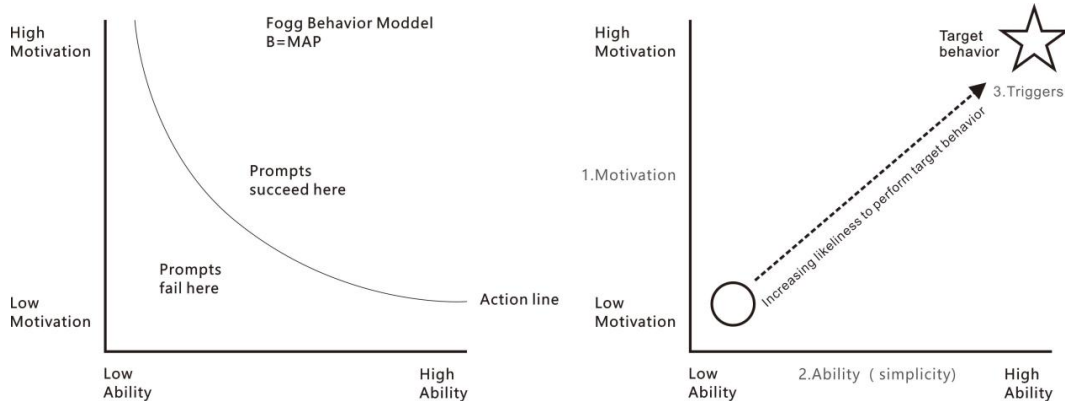 High
Motivation
Fogg Behavior Moddel
B=MAP
Prompts
succeed here
Prompts
fail here
Low
Motivation
Action line
Low
Ability
High
Ability
High
Motivation
Target
behavior
3.Triggers
1.Motivation
Increasing likeliness to perform target behavior
Low
Motivation
Low
Ability
2.Ability ( simplicity)
High
Ability